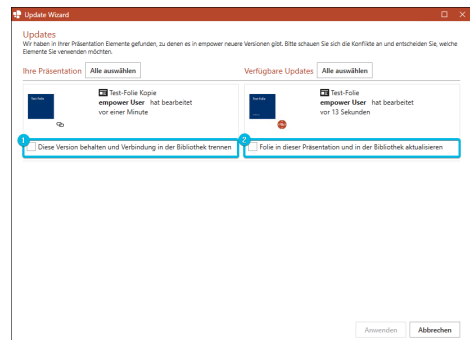 Update Wizard
Updates
Wir haben in Ihrer Präsentation Elemente gefunden, zu denen es in empower neuere Versionen gibt. Bitte schauen Sie sich die Konflikte an und entscheiden Sie, welche
Elemente Sie verwenden möchten.
Ihre Präsentation Alle auswählen
Verfügbare Updates Alle auswählen
Test-Folie
Test-Folie Kopie
empower User hat bearbeitet
vor einer Minute
Test-Folie
Test-Folie
empower User hat bearbeitet
vor 13 Sekunden
1 Diese Version behalten und Verbindung in der Bibliothek trennen
2 Folie in dieser Präsentation und in der Bibliothek aktualisieren
Anwenden Abbrechen